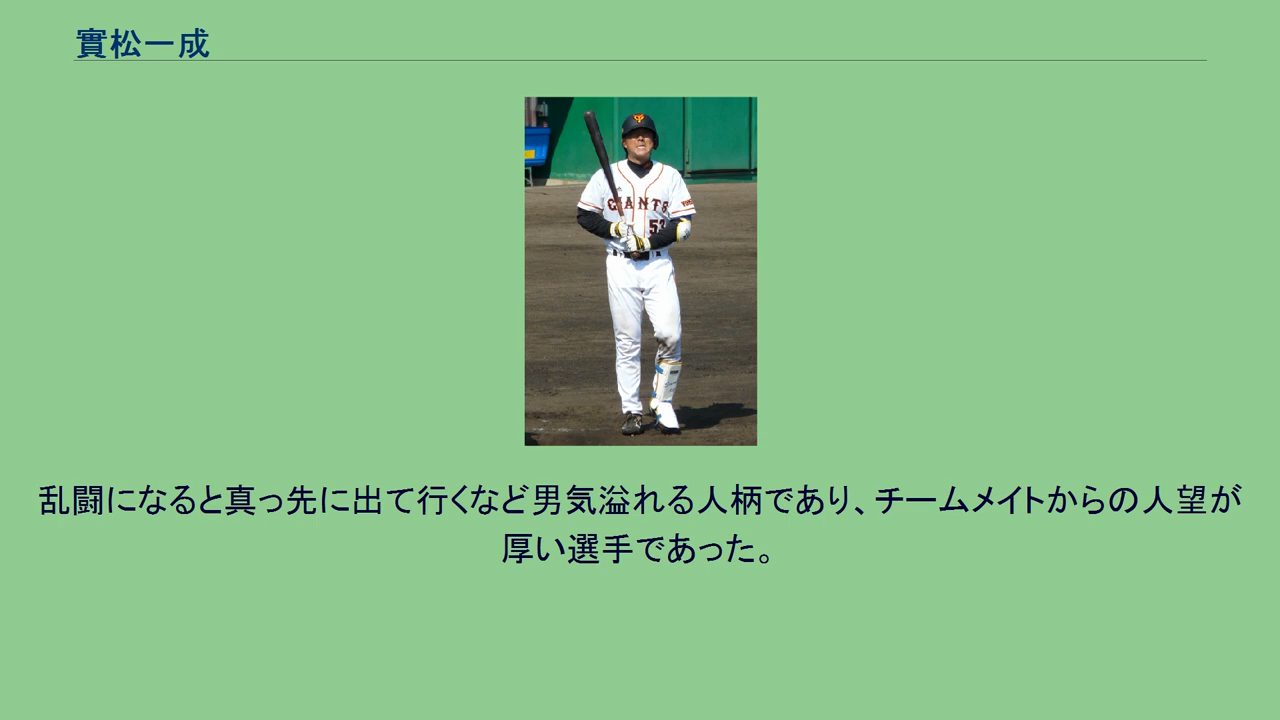 實松一成
GIANTS
53
乱闘になると真っ先に出て行くなど男気溢れる人柄であり、チームメイトからの人望が
厚い選手であった。